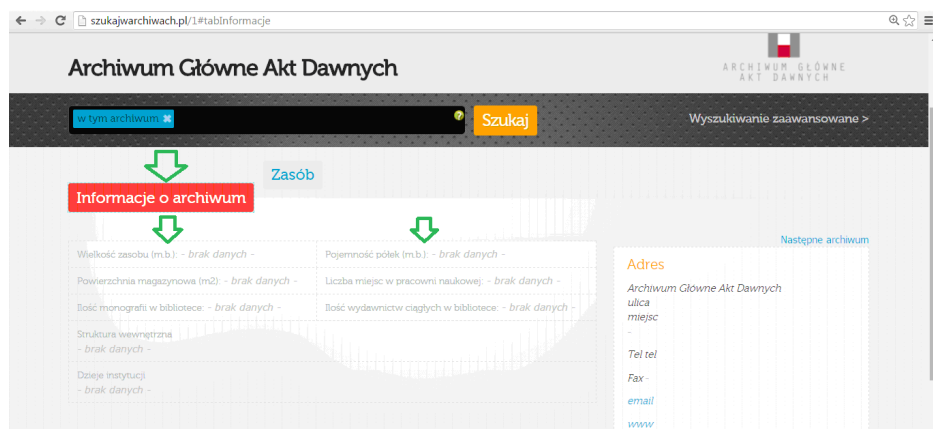 szukajwarchiwach.pl/1#tabInformacje
Archiwum Główne Akt Dawnych
ARCHIWUM GŁÓWNE
AKT DAWNYCH
w tym archiwum
Szukaj
Wyszukiwanie zaawansowane >
Zasób
Informacje o archiwum
Następne archiwum
Wielkość zasobu (m.b.): - brak danych - Pojemność półek (m.b.): - brak danych -
Powierzchnia magazynowa (m2): - brak danych - Liczba miejsc w pracowni naukowej: - brak danych -
Ilość monografii w bibliotece: - brak danych - Ilość wydawnictw ciągłych w bibliotece: - brak danych -
Struktura wewnętrzna
- brak danych -
Dzieje instytucji
- brak danych -
Adres
Archiwum Główne Akt Dawnych
ulica
miejsc
-
Tel tel
Fax -
email
www